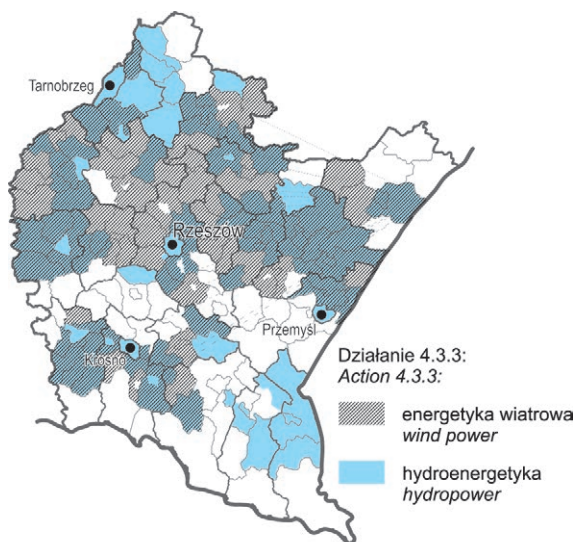 Tarnobrzeg
Rzeszów
Przemyśl
Krosno
Działanie 4.3.3:
Action 4.3.3:
energetyka wiatrowa
wind power
hydroenergetyka
hydropower